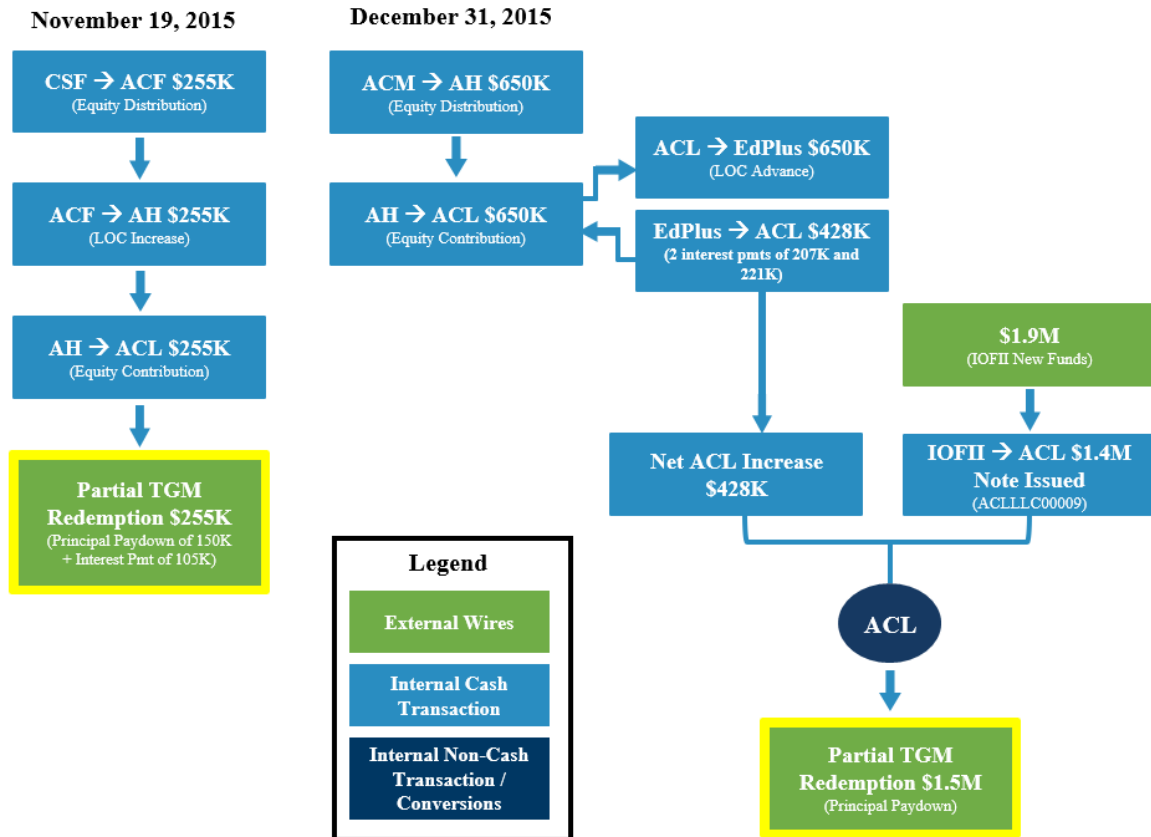 November 19, 2015
CSF → ACF $255K
(Equity Distribution)
ACF → AH $255K
(LOC Increase)
AH → ACL $255K
(Equity Contribution)
Partial TGM
Redemption $255K
(Principal Paydown of 150K
+ Interest Pmt of 105K)
December 31, 2015
ACM → AH $650K
(Equity Distribution)
AH → ACL $650K
(Equity Contribution)
ACL → EdPlus $650K
(LOC Advance)
EdPlus → ACL $428K
(2 interest pmts of 207K and
221K)
$1.9M
(IOFII New Funds)
Net ACL Increase
$428K
IOFII → ACL $1.4M
Note Issued
(ACLLLC00009)
ACL
Partial TGM
Redemption $1.5M
(Principal Paydown)
Legend
External Wires
Internal Cash
Transaction
Internal Non-Cash
Transaction /
Conversions